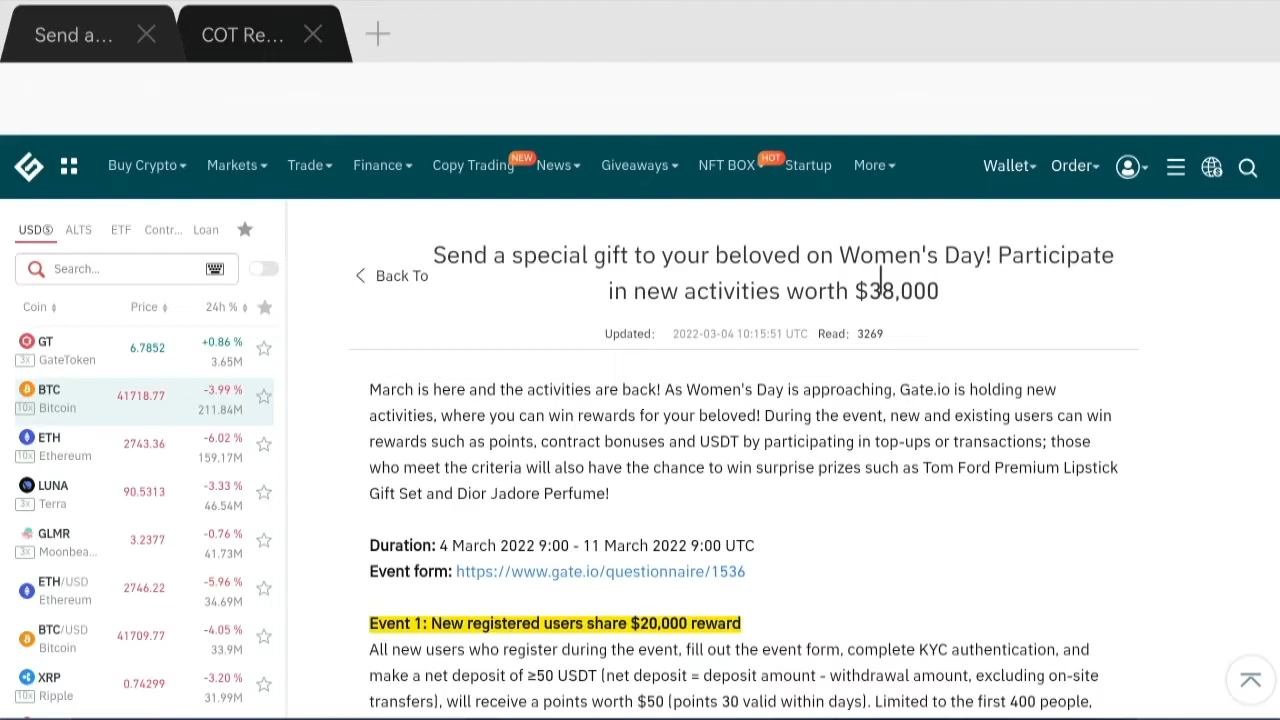 Send a...
COT Re...
Buy Crypto
Markets
Trade
Finance
Copy Trading
NEW
News
Giveaways
NFT BOX
HOT
Startup
More
Wallet
Order
USDⓈ
ALTS
ETF
Contr...
Loan
Search...
Coin
Price
24h %
GT
6.7852
+0.86 %
3X
GateToken
3.65M
BTC
41718.77
-3.99 %
10X
Bitcoin
211.84M
ETH
2743.36
-6.02 %
10X
Ethereum
159.17M
LUNA
90.5313
-3.33 %
3X
Terra
46.54M
GLMR
3.2377
-0.76 %
3X
Moonbea...
41.73M
ETH/USD
2746.22
-5.96 %
Ethereum
34.69M
BTC/USD
41709.77
-4.05 %
Bitcoin
33.9M
XRP
0.74299
-3.20 %
10X
Ripple
31.99M
Back To
Send a special gift to your beloved on Women's Day! Participate
in new activities worth $38,000
Updated: 2022-03-04 10:15:51 UTC Read: 3269
March is here and the activities are back! As Women's Day is approaching, Gate.io is holding new
activities, where you can win rewards for your beloved! During the event, new and existing users can win
rewards such as points, contract bonuses and USDT by participating in top-ups or transactions; those
who meet the criteria will also have the chance to win surprise prizes such as Tom Ford Premium Lipstick
Gift Set and Dior Jadore Perfume!
Duration: 4 March 2022 9:00 - 11 March 2022 9:00 UTC
Event form: https://www.gate.io/questionnaire/1536
Event 1: New registered users share $20,000 reward
All new users who register during the event, fill out the event form, complete KYC authentication, and
make a net deposit of ≥50 USDT (net deposit = deposit amount - withdrawal amount, excluding on-site
transfers), will receive a points worth $50 (points 30 valid within days). Limited to the first 400 people,